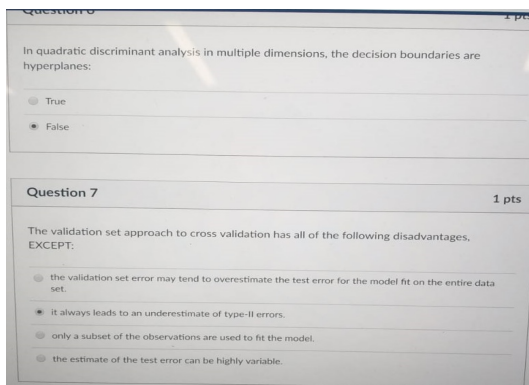 Question 6
1 pts
In quadratic discriminant analysis in multiple dimensions, the decision boundaries are
hyperplanes:
True
False
Question 7
1 pts
The validation set approach to cross validation has all of the following disadvantages,
EXCEPT:
the validation set error may tend to overestimate the test error for the model fit on the entire data
set.
it always leads to an underestimate of type-II errors.
only a subset of the observations are used to fit the model.
the estimate of the test error can be highly variable.